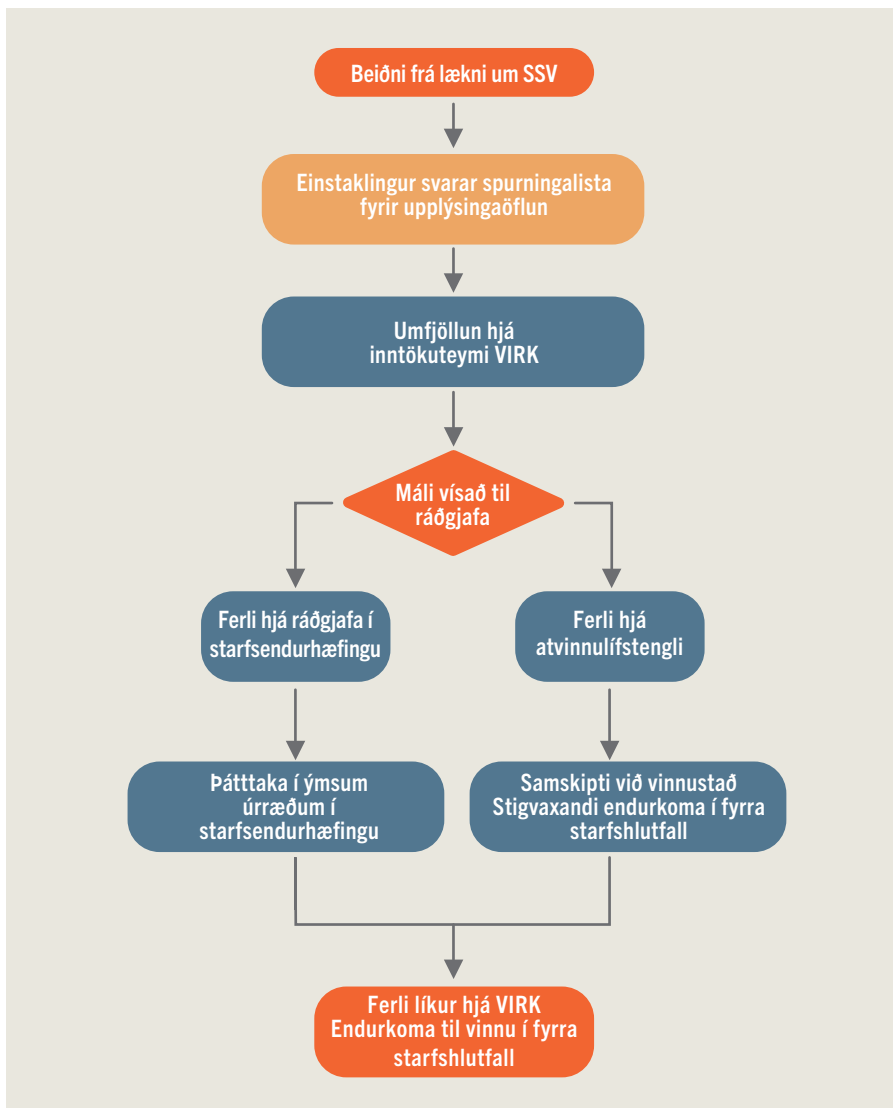 Beiðni frá lækni um SSV
Einstaklingur svarar spurningalista
fyrir upplýsingaöflun
Umfjöllun hjá
inntökuteymi VIRK
Máli vísað til
ráðgjafa
Ferli hjá ráðgjafa í
starfsendurhæfingu
Ferli hjá
atvinnulífstengli
Þátttaka í ýmsum
úrræðum í
starfsendurhæfingu
Samskipti við vinnustað
Stigvaxandi endurkoma í fyrra
starfshlutfall
Ferli líkur hjá VIRK
Endurkoma til vinnu í fyrra
starfshlutfall